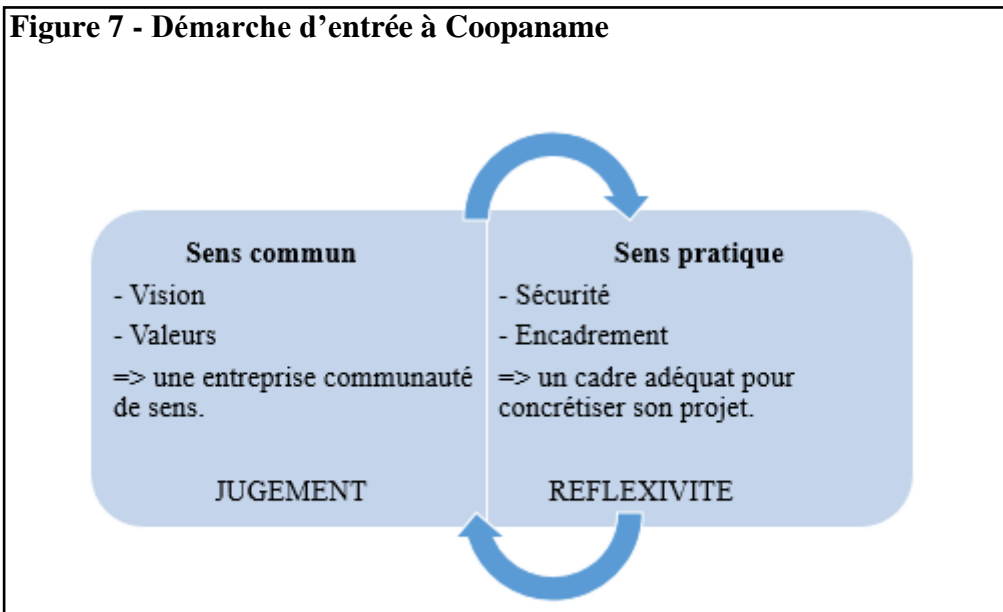 Figure 7 - Démarche d’entrée à Coopaname
Sens commun
- Vision
- Valeurs
=> une entreprise communauté
de sens.
JUGEMENT
Sens pratique
- Sécurité
- Encadrement
=> un cadre adéquat pour
concrétiser son projet.
REFLEXIVITE